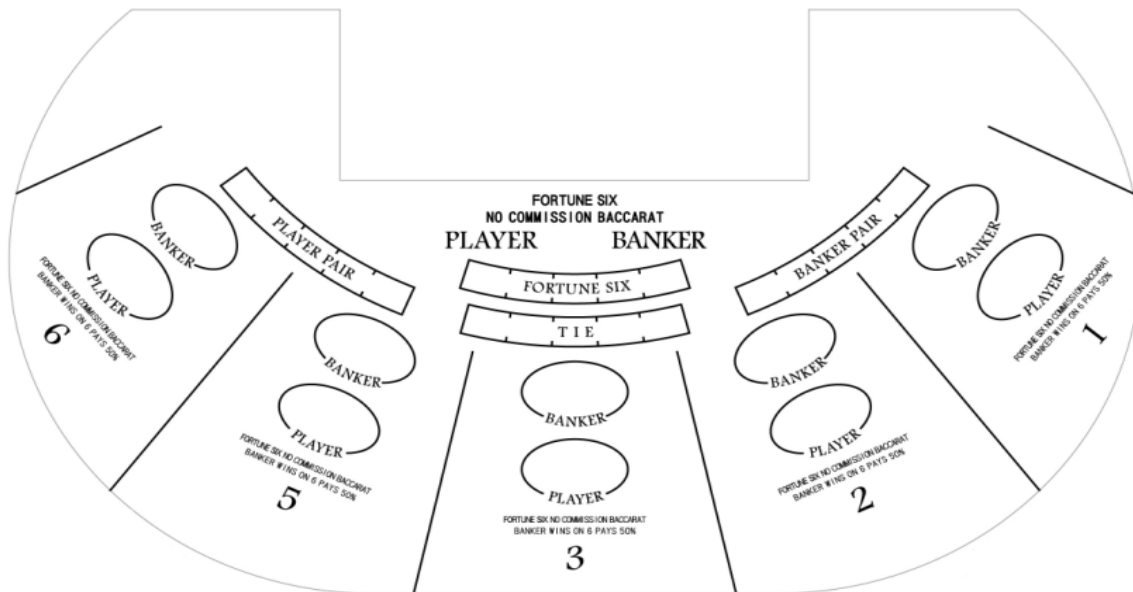 FORTUNE SIX
NO COMMISSION BACCARAT
PLAYER BANKER
PLAYER PAIR
FORTUNE SIX
TIE
BANKER PAIR
BANKER
PLAYER
FORTUNE SIX NO COMMISSION BACCARAT
BANKER WINS ON 6 PAYS 50%
6
BANKER
PLAYER
FORTUNE SIX NO COMMISSION BACCARAT
BANKER WINS ON 6 PAYS 50%
5
BANKER
PLAYER
FORTUNE SIX NO COMMISSION BACCARAT
BANKER WINS ON 6 PAYS 50%
3
BANKER
PLAYER
FORTUNE SIX NO COMMISSION BACCARAT
BANKER WINS ON 6 PAYS 50%
2
BANKER
PLAYER
FORTUNE SIX NO COMMISSION BACCARAT
BANKER WINS ON 6 PAYS 50%
1